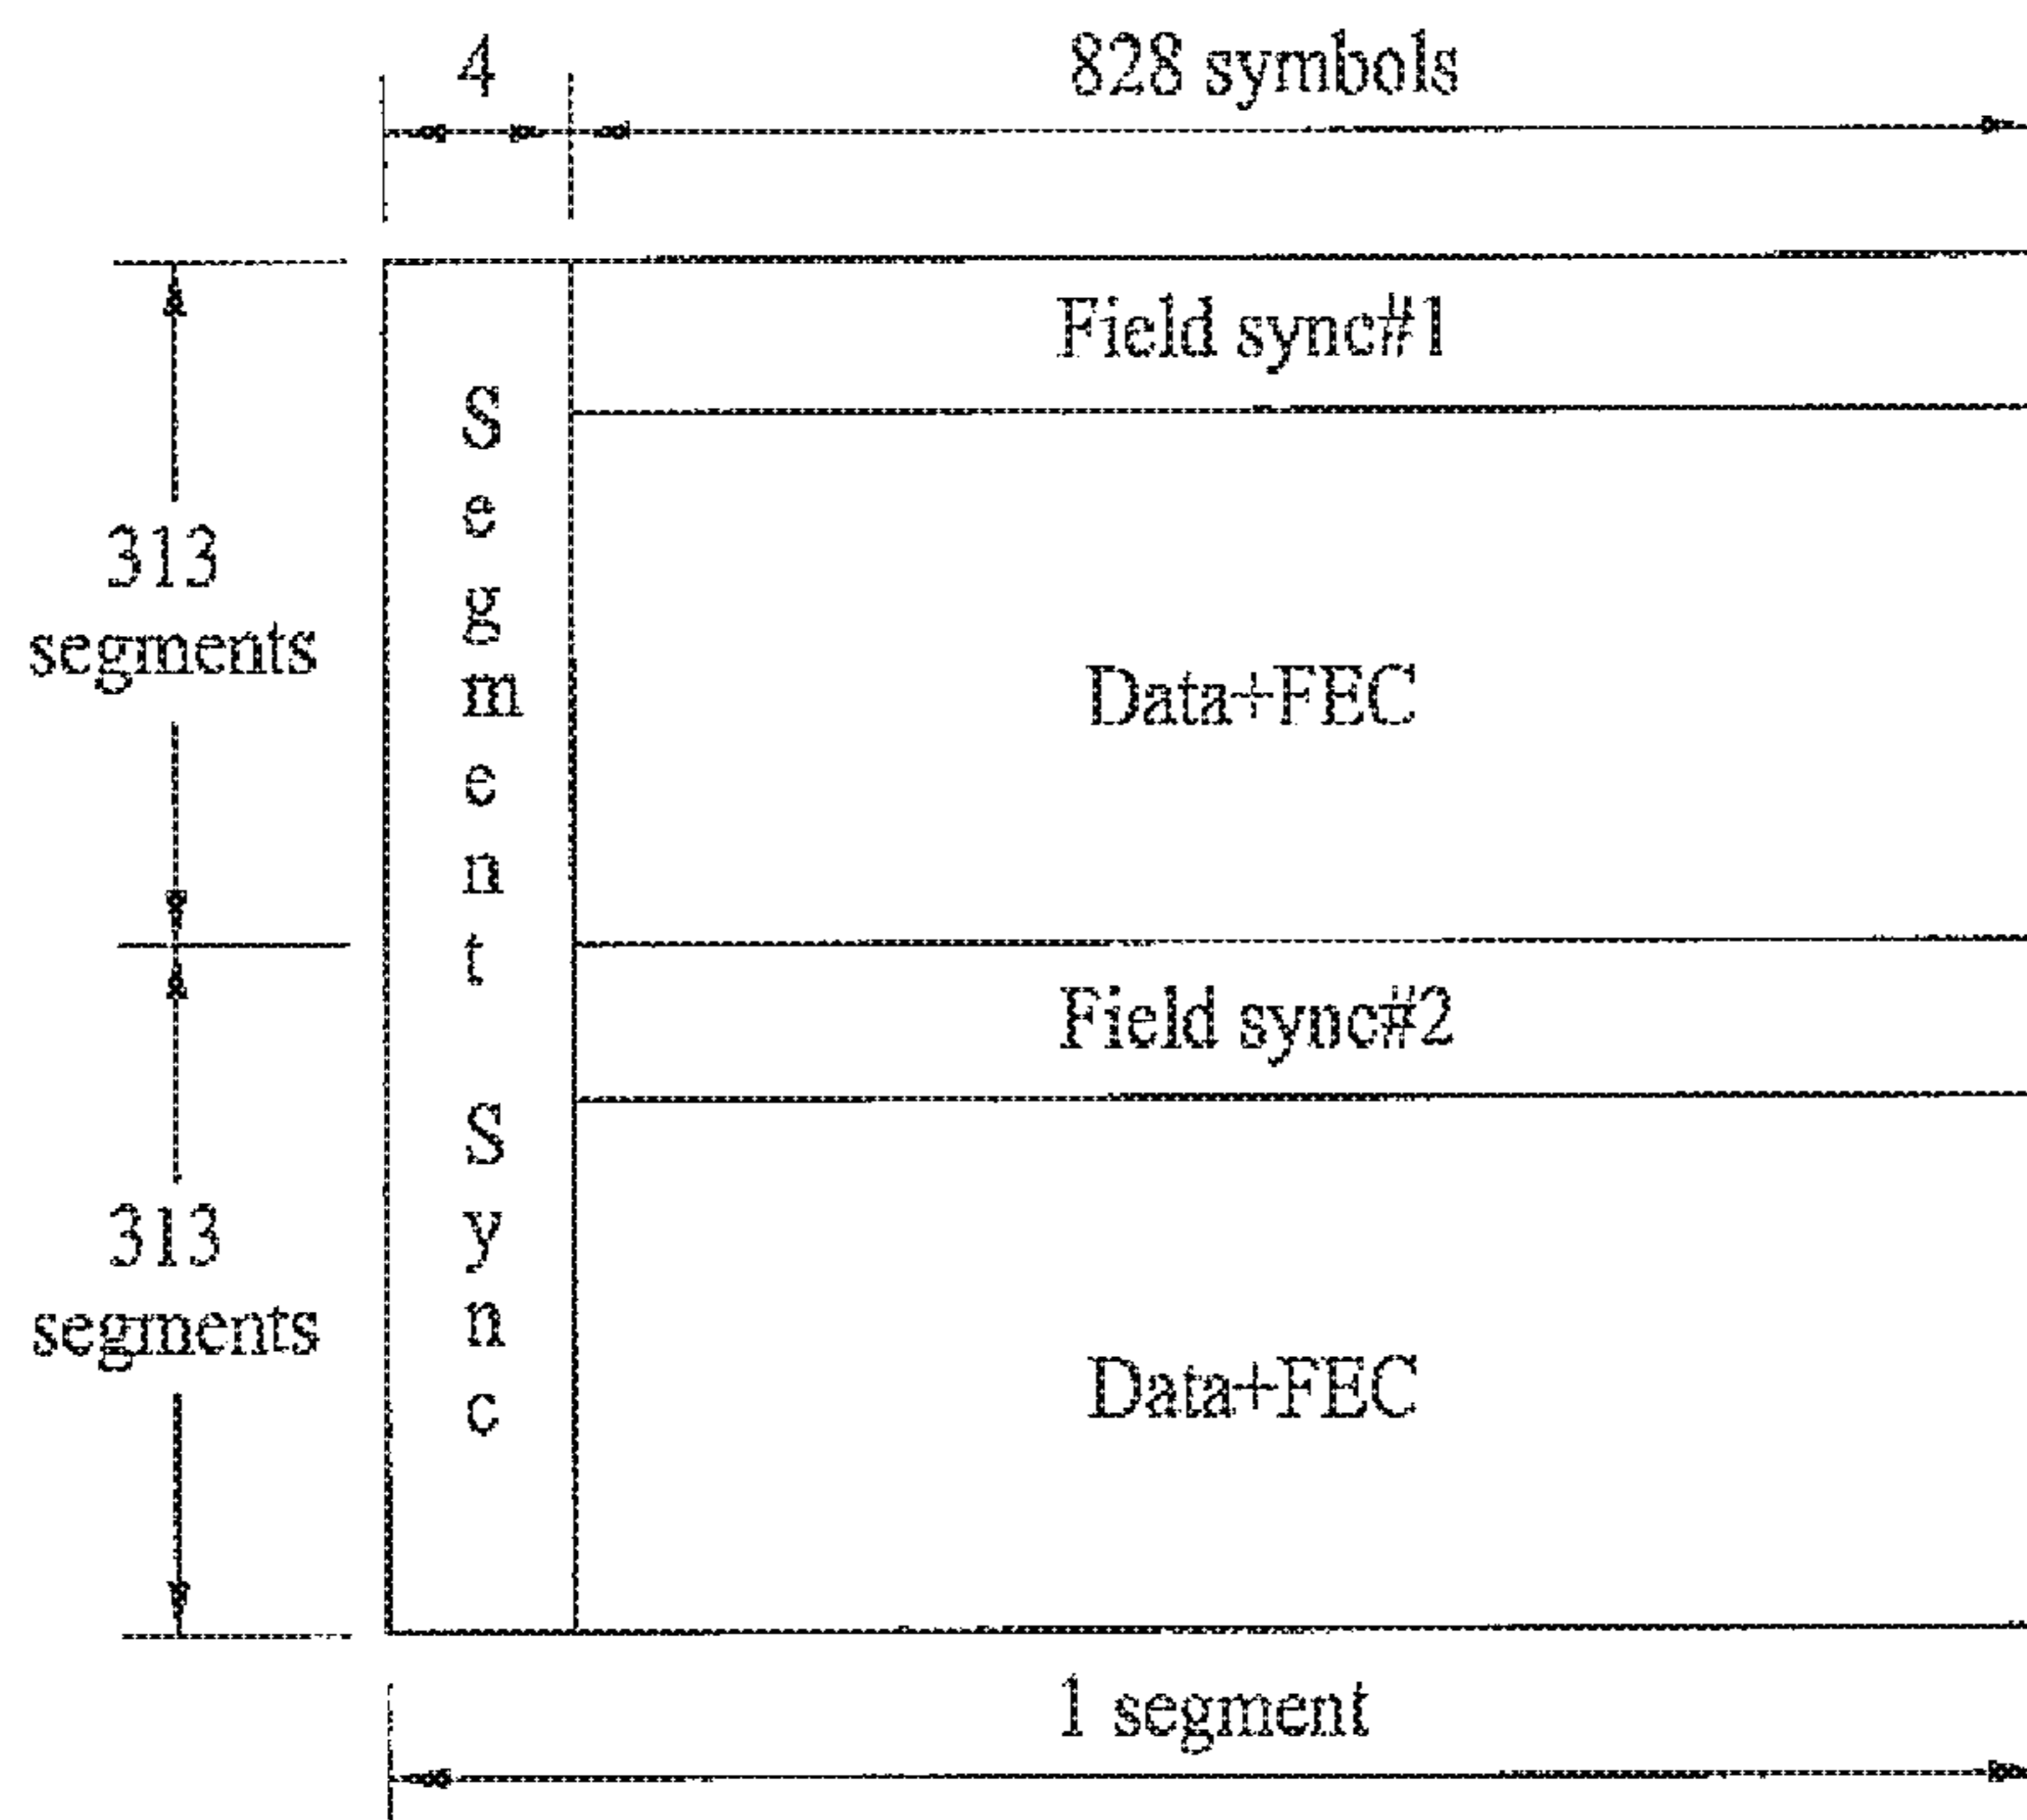 4
828 symbols
Field sync#1
Data+FEC
Field sync#2
Data+FEC
Segment Sync
313
segments
313
segments
1 segment